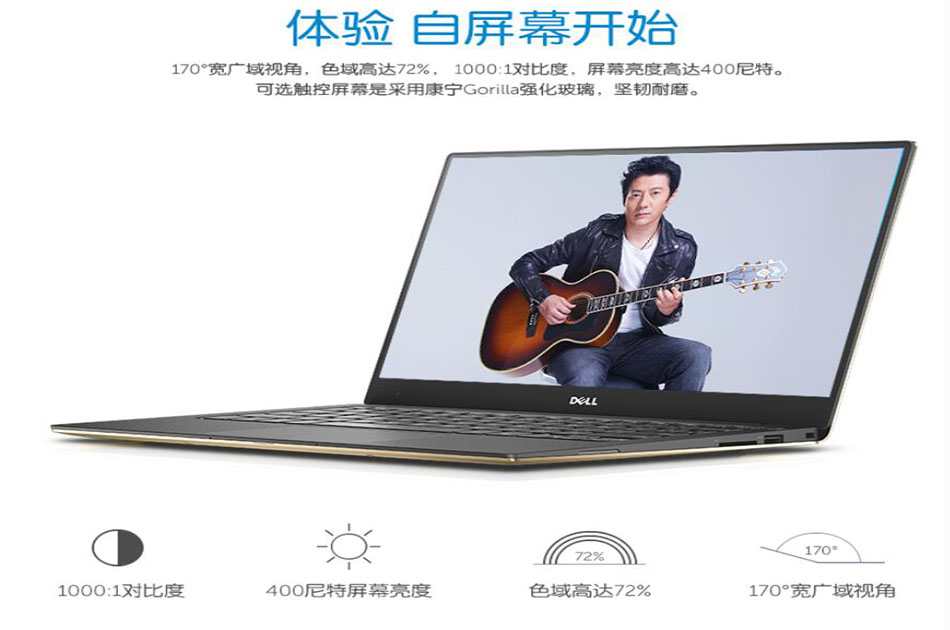 体验 自屏幕开始
170°宽广域视角，色域高达72%， 1000:1对比度，屏幕亮度高达400尼特。
可选触控屏幕是采用康宁Gorilla强化玻璃，坚韧耐磨。
DELL
72%
170°
1000:1对比度
400尼特屏幕亮度
色域高达72%
170°宽广域视角